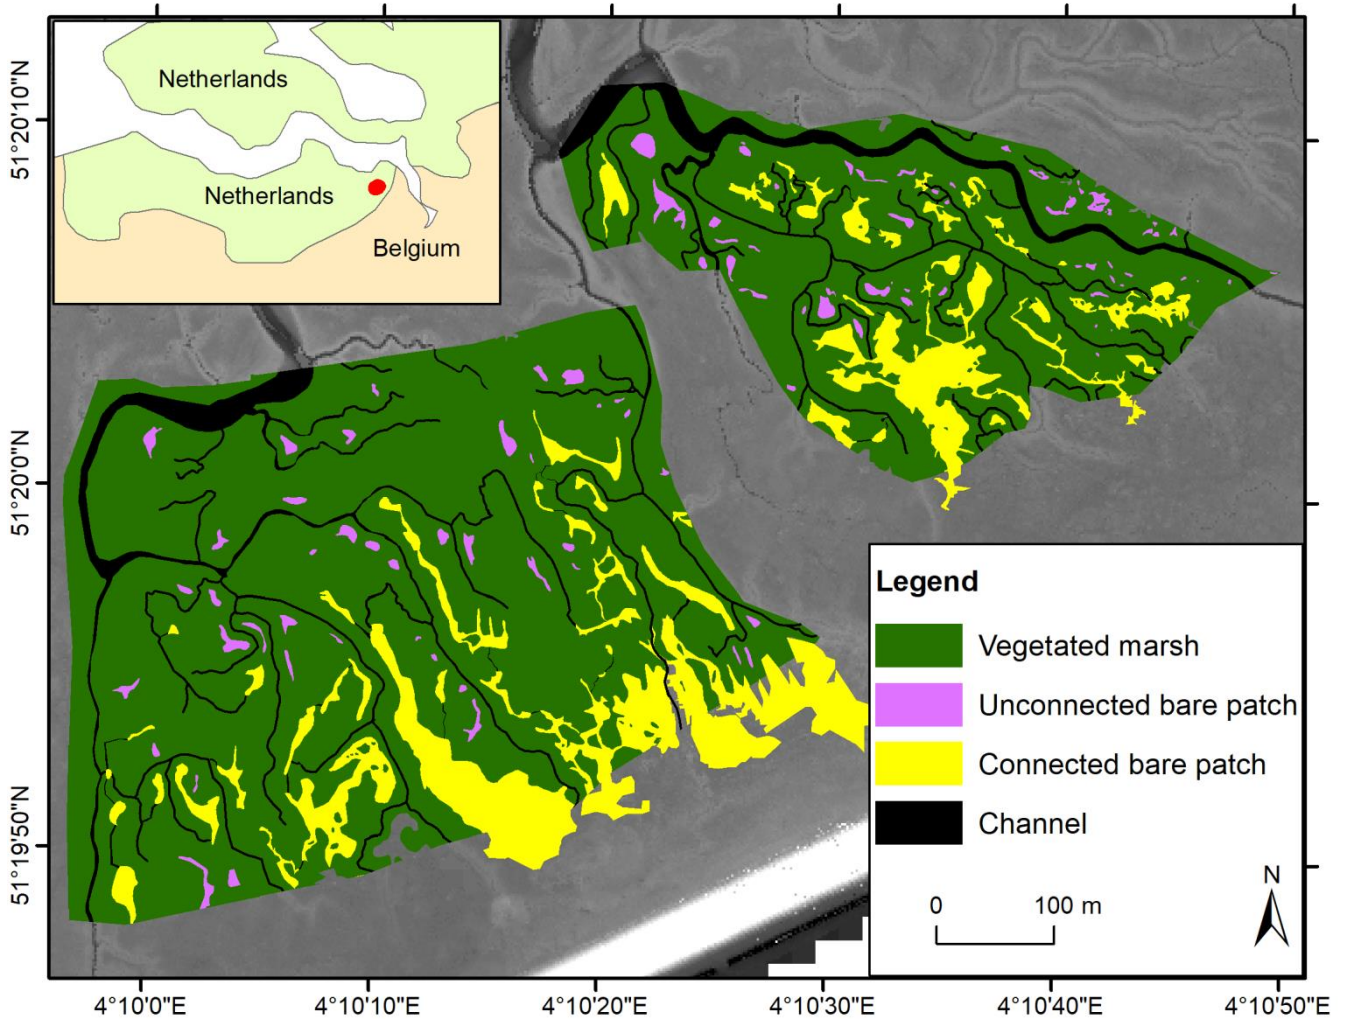 Netherlands
Netherlands
Belgium
51°20'10"N
51°20'0"N
51°19'50"N
Legend
Vegetated marsh
Unconnected bare patch
Connected bare patch
Channel
0 100 m
N
4°10'0"E 4°10'10"E 4°10'20"E 4°10'30"E 4°10'40"E 4°10'50"E